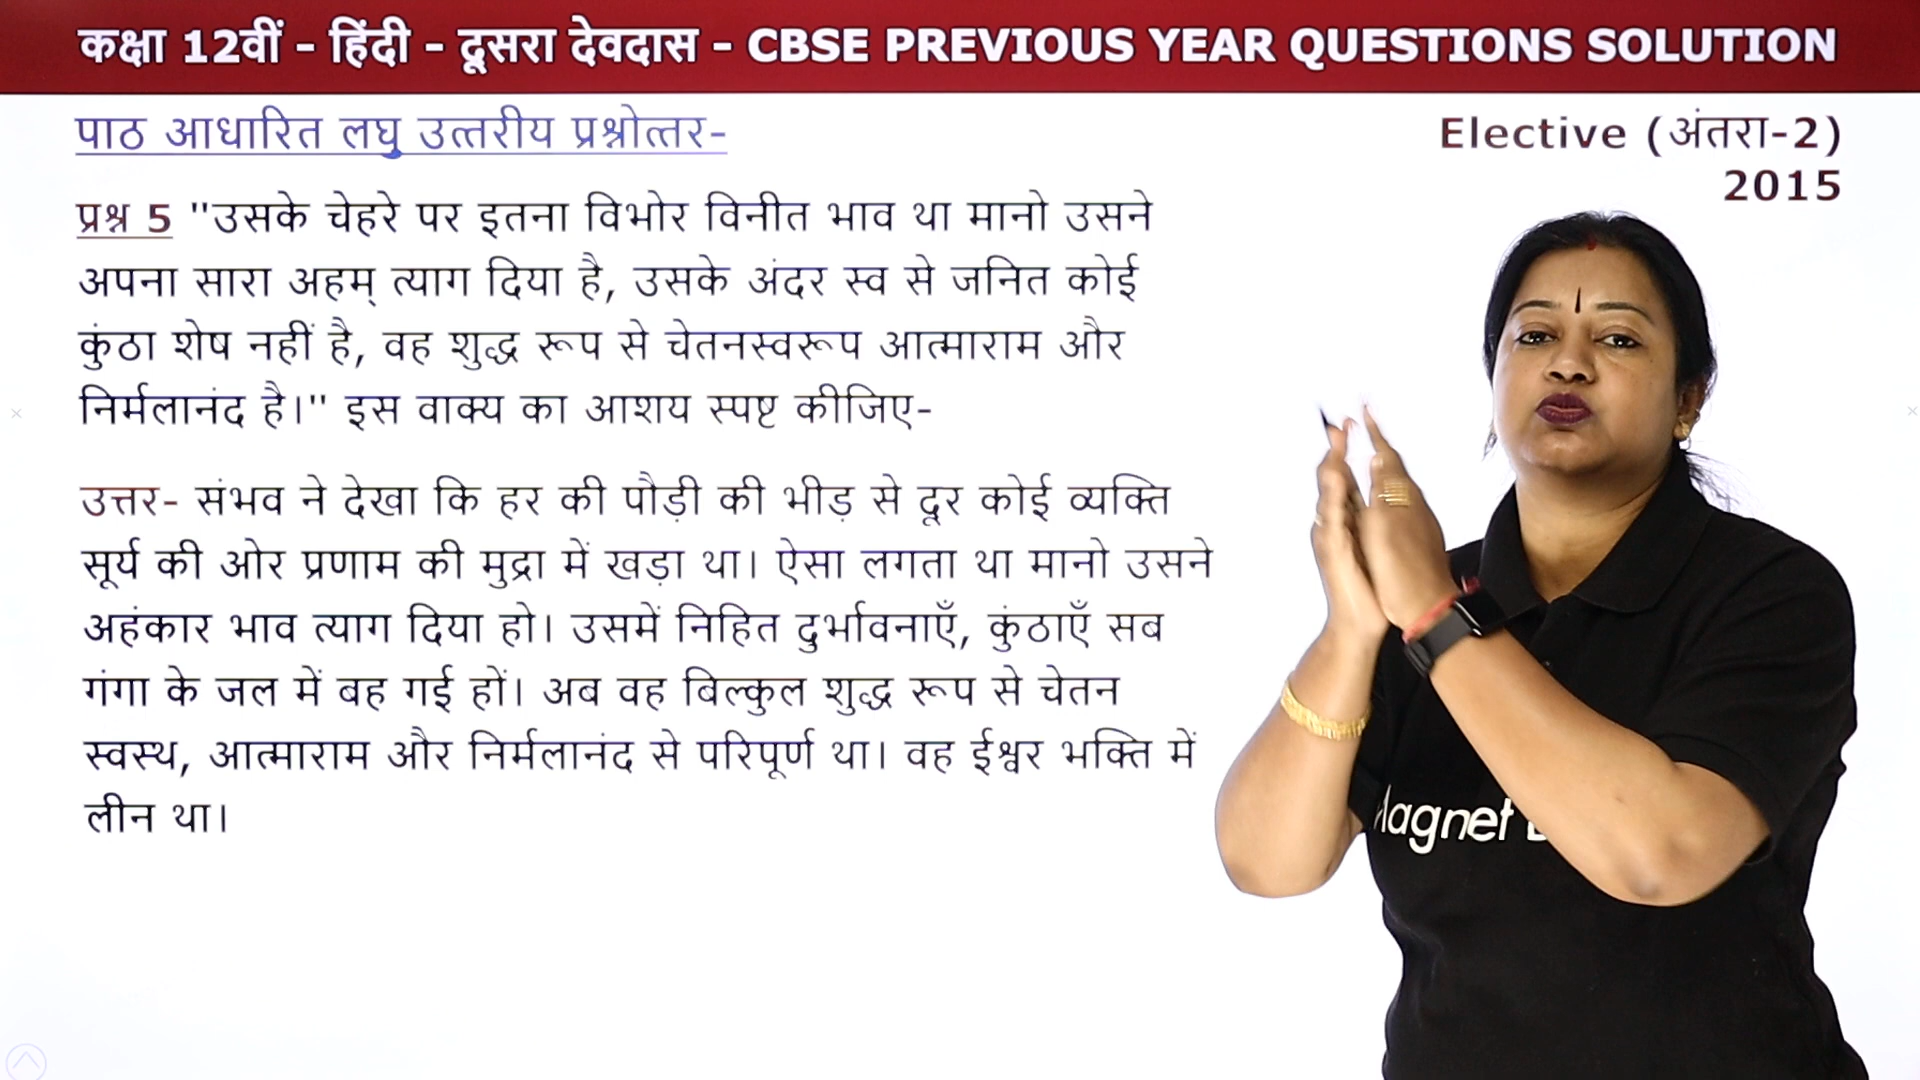 कक्षा 12वीं - हिंदी - दूसरा देवदास - CBSE PREVIOUS YEAR QUESTIONS SOLUTION
पाठ आधारित लघु उत्तरीय प्रश्नोत्तर-
Elective (अंतरा-2)
2015
प्रश्न 5 "उसके चेहरे पर इतना विभोर विनीत भाव था मानो उसने
अपना सारा अहम् त्याग दिया है, उसके अंदर स्व से जनित कोई
कुंठा शेष नहीं है, वह शुद्ध रूप से चेतनस्वरूप आत्माराम और
निर्मलानंद है।" इस वाक्य का आशय स्पष्ट कीजिए-
उत्तर- संभव ने देखा कि हर की पौड़ी की भीड़ से दूर कोई व्यक्ति
सूर्य की ओर प्रणाम की मुद्रा में खड़ा था। ऐसा लगता था मानो उसने
अहंकार भाव त्याग दिया हो। उसमें निहित दुर्भावनाएँ, कुंठाएँ सब
गंगा के जल में बह गई हों। अब वह बिल्कुल शुद्ध रूप से चेतन
स्वस्थ, आत्माराम और निर्मलानंद से परिपूर्ण था। वह ईश्वर भक्ति में
लीन था।